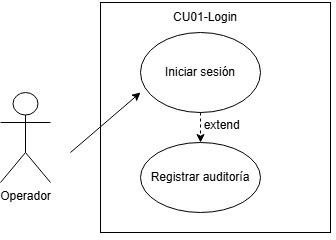 CU01-Login
Iniciar sesión
extend
Registrar auditoría
Operador